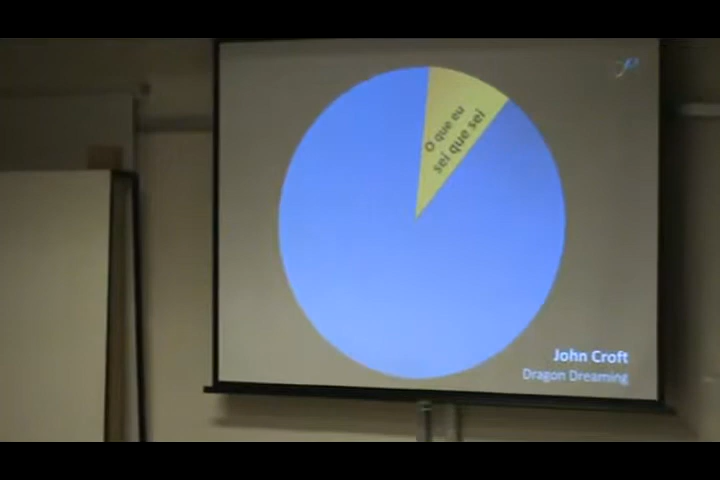 O que eu
sei que sei
John Croft
Dragon Dreaming